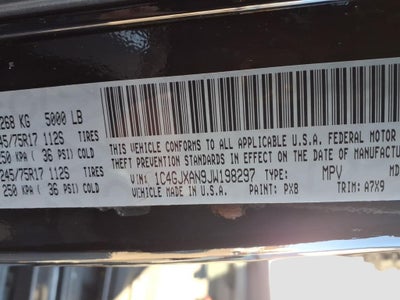 268 KG 5000 LB
45/75R17 112S TIRES
250 KPA ( 36 PSI) COLD
245/75R17 112S TIRES
250 KPA ( 36 PSI) COLD
THIS VEHICLE CONFORMS TO ALL APPLICABLE U.S.A. FEDERAL MOTOR
THEFT PREVENTION STANDARDS IN EFFECT ON THE DATE OF MANUFACTUR
VIN: 1C4GJXAN9JW198297 TYPE: MPV MD
VEHICLE MADE IN U.S.A. PAINT: PX8 TRIM: A7X9